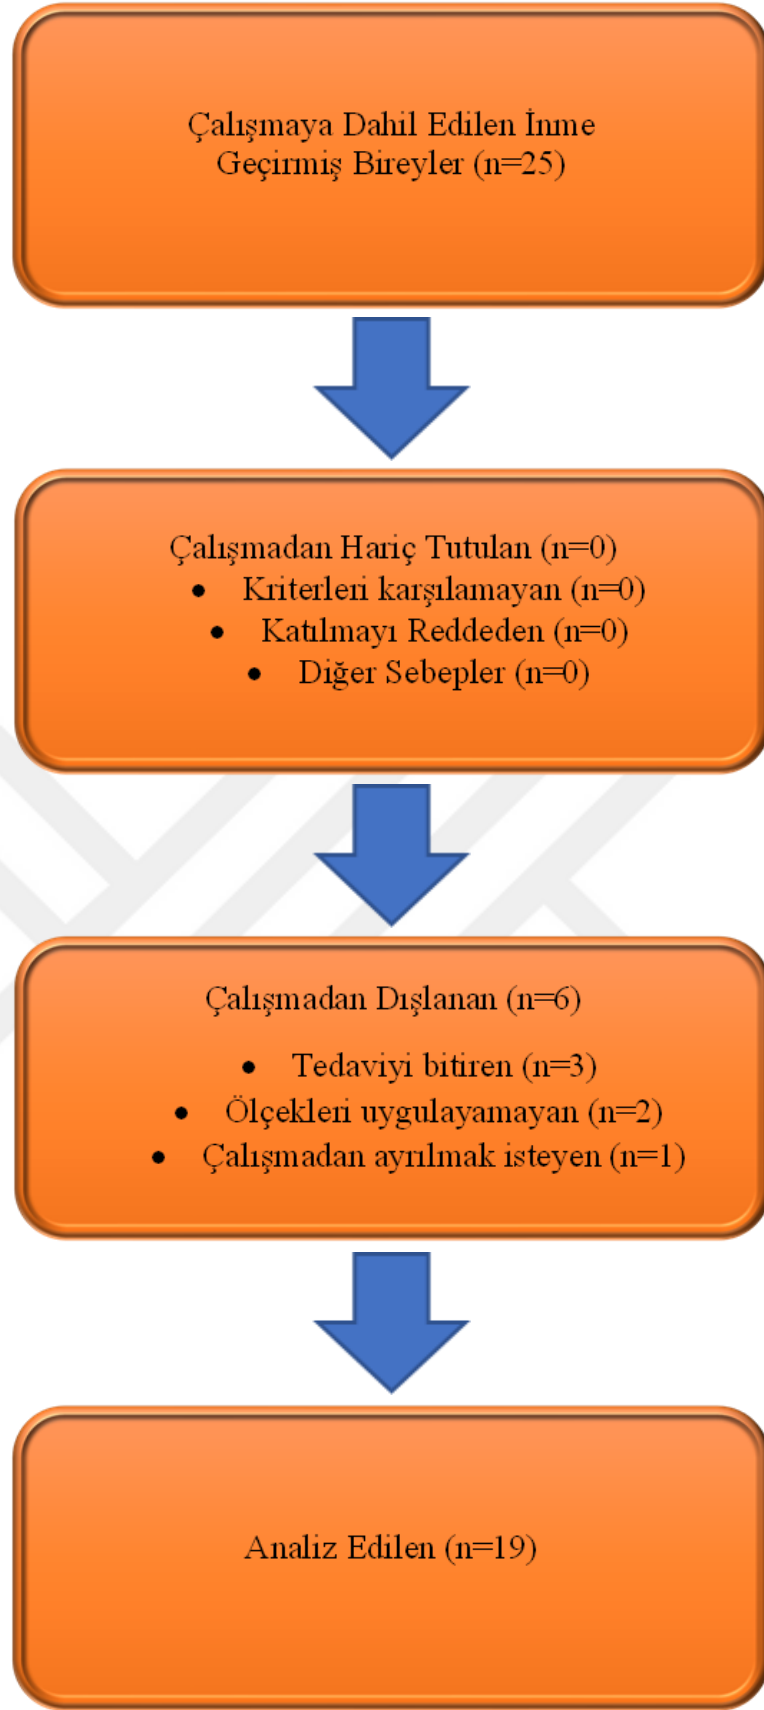 Çalışmaya Dahil Edilen İnme
Geçirmiş Bireyler (n=25)
Çalışmadan Hariç Tutulan (n=0)
• Kriterleri karşılamayan (n=0)
• Katılmayı Reddeden (n=0)
• Diğer Sebepler (n=0)
Çalışmadan Dışlanan (n=6)
• Tedaviyi bitiren (n=3)
• Ölçekleri uygulayamayan (n=2)
• Çalışmadan ayrılmak isteyen (n=1)
Analiz Edilen (n=19)